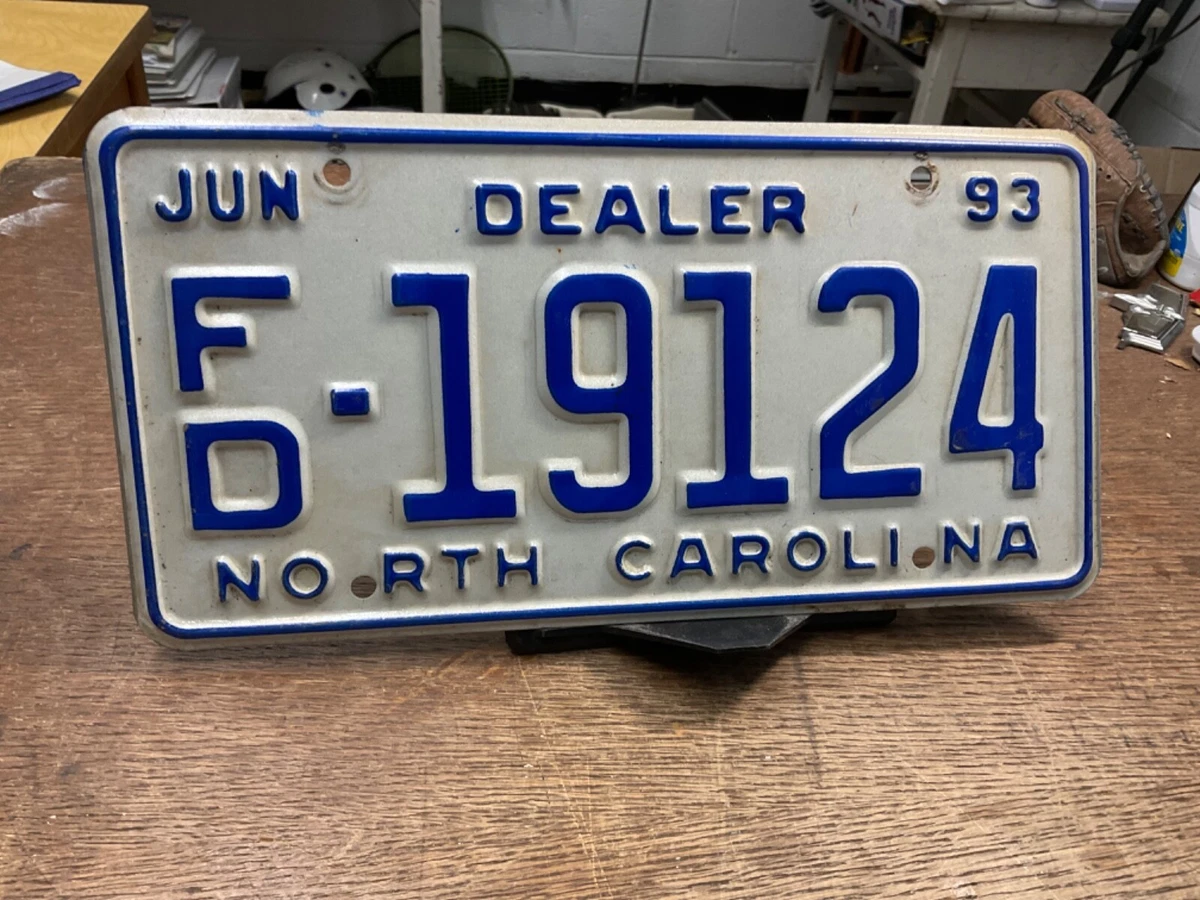 JUN DEALER 93
FD-19124
NORTH CAROLINA